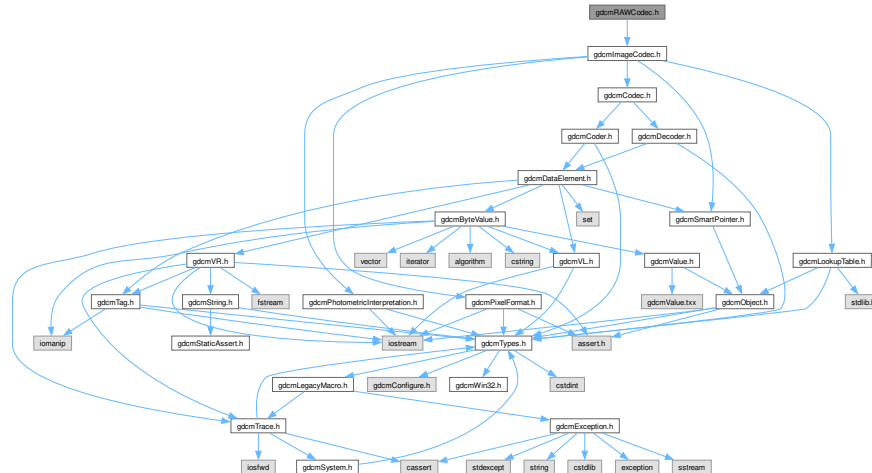 gdcmRAWCodec.h
gdcmImageCodec.h
gdcmCodec.h
gdcmCoder.h
gdcmDecoder.h
gdcmDataElement.h
gdcmByteValue.h
set
gdcmSmartPointer.h
gdcmVR.h
vector
iterator
algorithm
cstring
gdcmVL.h
gdcmValue.h
gdcmLookupTable.h
gdcmTag.h
gdcmString.h
fstream
gdcmPhotometricInterpretation.h
gdcmPixelFormat.h
gdcmValue.txx
gdcmObject.h
stdlib.h
iomanip
gdcmStaticAssert.h
iostream
gdcmTypes.h
assert.h
gdcmLegacyMacro.h
gdcmConfigure.h
gdcmWin32.h
cstdint
gdcmTrace.h
gdcmException.h
iosfwd
gdcmSystem.h
cassert
stdexcept
string
cstdlib
exception
sstream